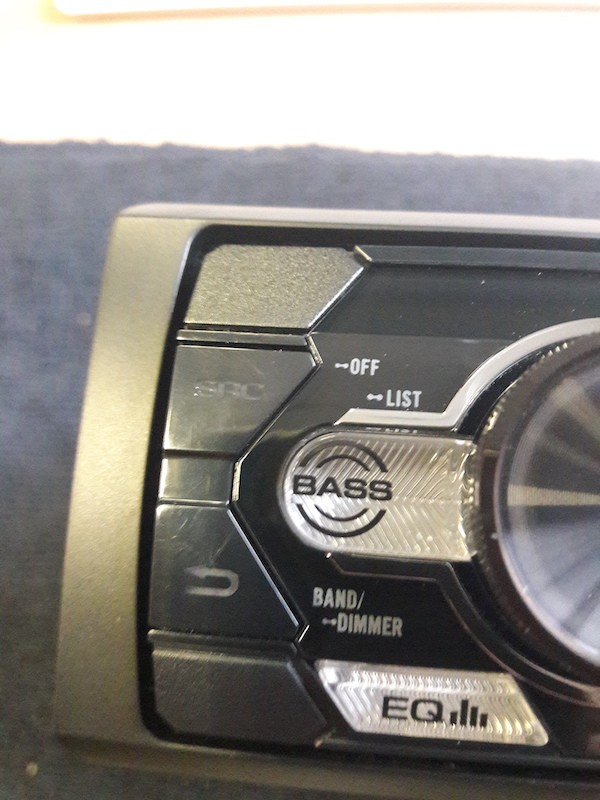 OFF
LIST
SRC
BASS
BAND/
DIMMER
EQ